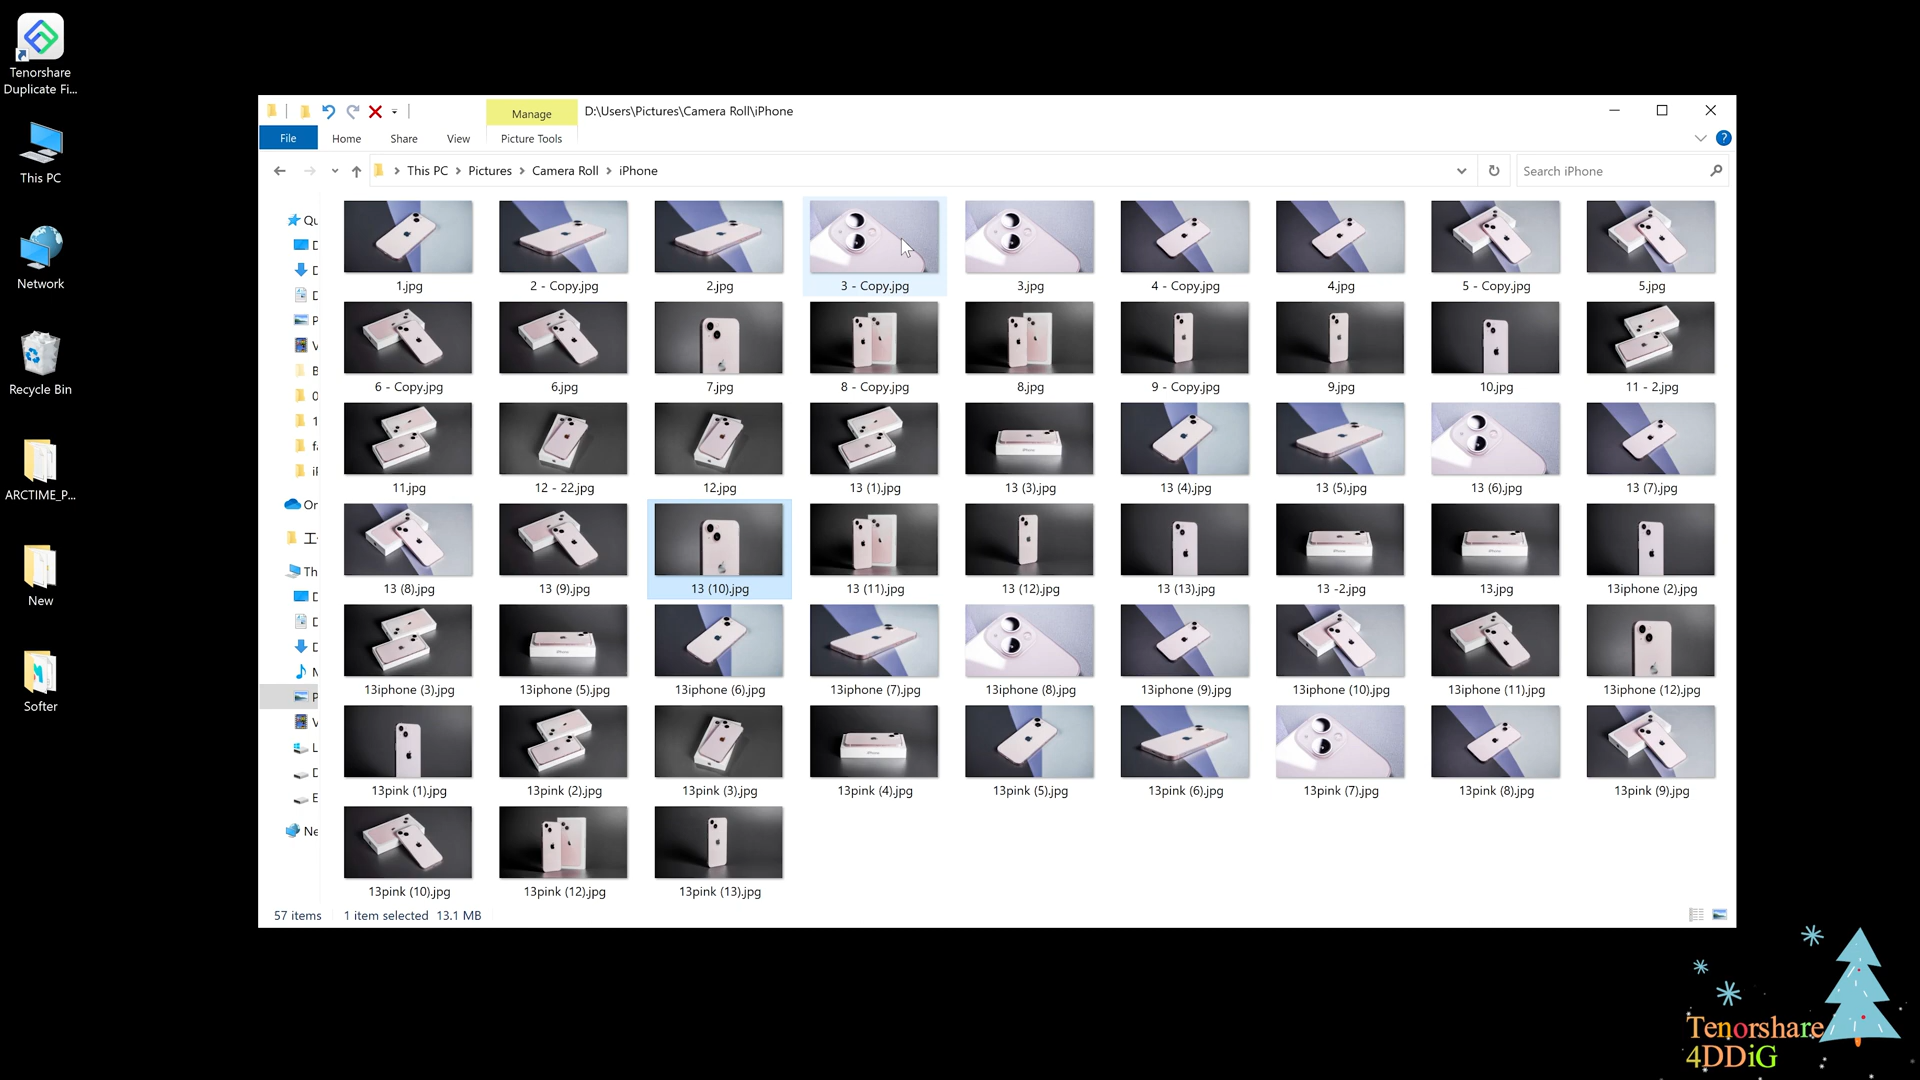 Tenorshare
Duplicate Fi...
This PC
Network
Recycle Bin
ARCTIME_P...
New
Softer
Manage
D:\Users\Pictures\Camera Roll\iPhone
File
Home
Share
View
Picture Tools
?
This PC
Pictures
Camera Roll
iPhone
Search iPhone
1.jpg
2 - Copy.jpg
2.jpg
3 - Copy.jpg
3.jpg
4 - Copy.jpg
4.jpg
5 - Copy.jpg
5.jpg
6 - Copy.jpg
6.jpg
7.jpg
8 - Copy.jpg
8.jpg
9 - Copy.jpg
9.jpg
10.jpg
11 - 2.jpg
11.jpg
12 - 22.jpg
12.jpg
13 (1).jpg
13 (3).jpg
13 (4).jpg
13 (5).jpg
13 (6).jpg
13 (7).jpg
13 (8).jpg
13 (9).jpg
13 (10).jpg
13 (11).jpg
13 (12).jpg
13 (13).jpg
13 -2.jpg
13.jpg
13iphone (2).jpg
13iphone (3).jpg
13iphone (5).jpg
13iphone (6).jpg
13iphone (7).jpg
13iphone (8).jpg
13iphone (9).jpg
13iphone (10).jpg
13iphone (11).jpg
13iphone (12).jpg
13pink (1).jpg
13pink (2).jpg
13pink (3).jpg
13pink (4).jpg
13pink (5).jpg
13pink (6).jpg
13pink (7).jpg
13pink (8).jpg
13pink (9).jpg
13pink (10).jpg
13pink (12).jpg
13pink (13).jpg
57 items
1 item selected 13.1 MB
Tenorshare
4DDiG